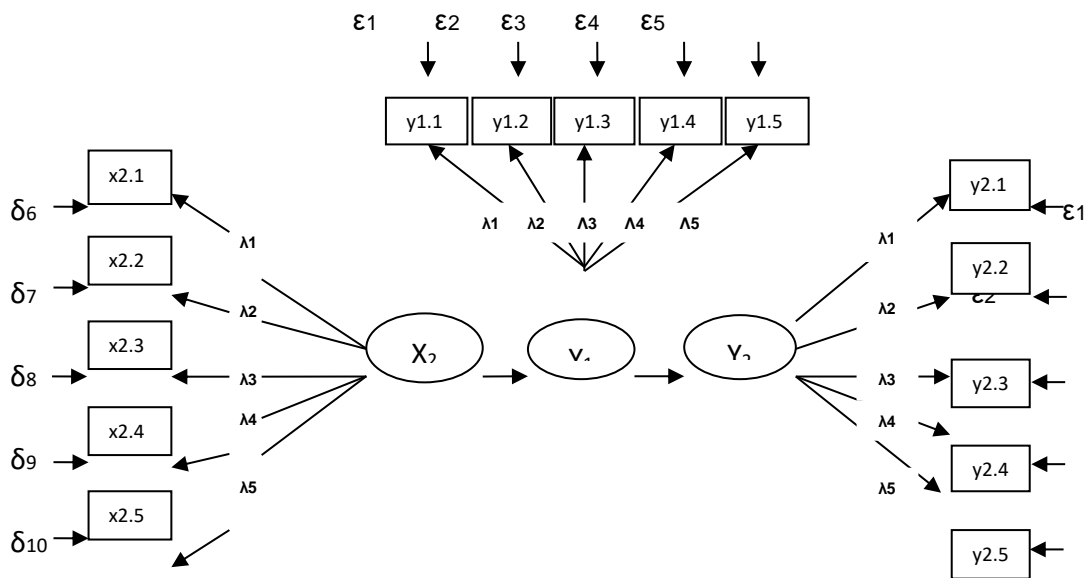 ε1 ε2 ε3 ε4 ε5
y1.1 y1.2 y1.3 y1.4 y1.5
x2.1
y2.1
δ6
λ1 λ2 Λ3 Λ4 Λ5
ε1
λ1
λ1
x2.2
y2.2
δ7
ε2
λ2
λ2
x2.3
X2
δ8
λ3
λ3
y2.3
x2.4
λ4
λ4
δ9
y2.4
λ5
λ5
x2.5
δ10
y2.5